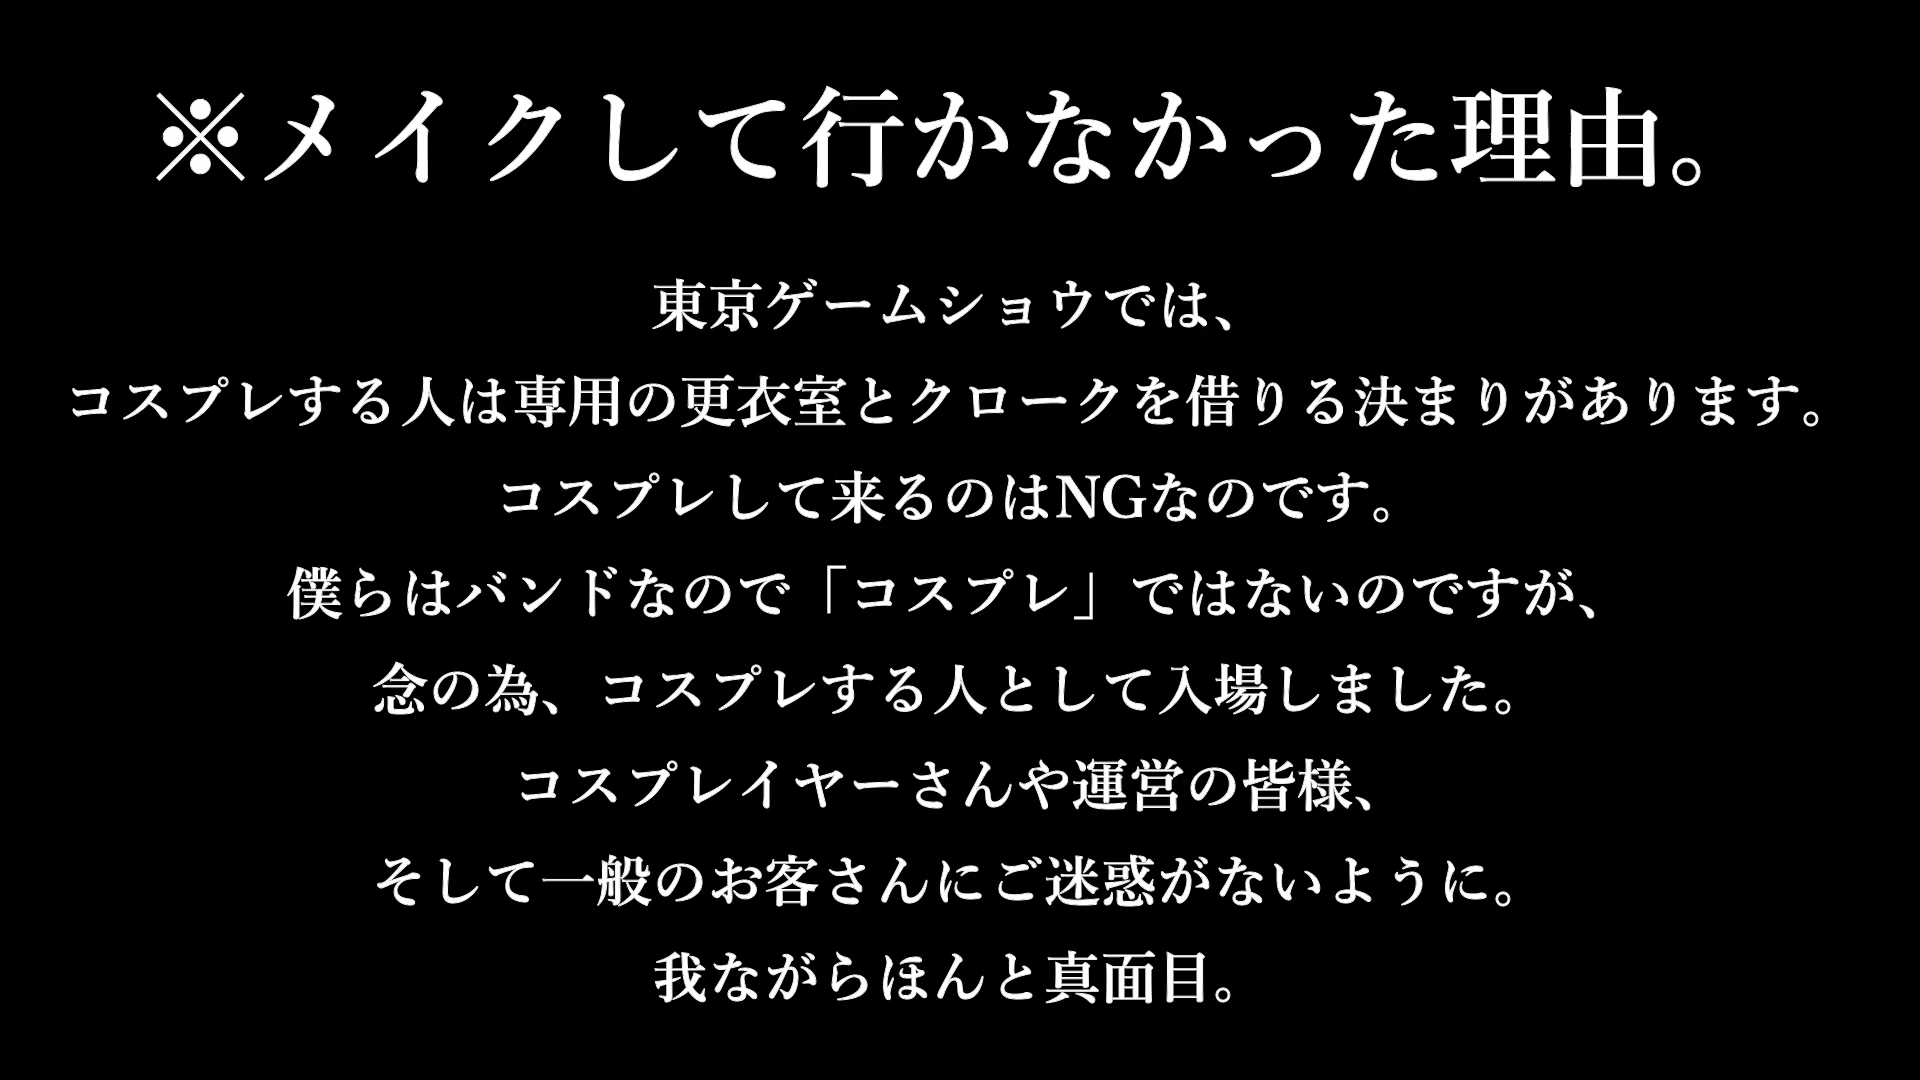 ※メイクして行かなかった理由。
東京ゲームショウでは、
コスプレする人は専用の更衣室とクロークを借りる決まりがあります。
コスプレして来るのはNGなのです。
僕らはバンドなので「コスプレ」ではないのですが、
念の為、コスプレする人として入場しました。
コスプレイヤーさんや運営の皆様、
そして一般のお客さんにご迷惑がないように。
我ながらほんと真面目。